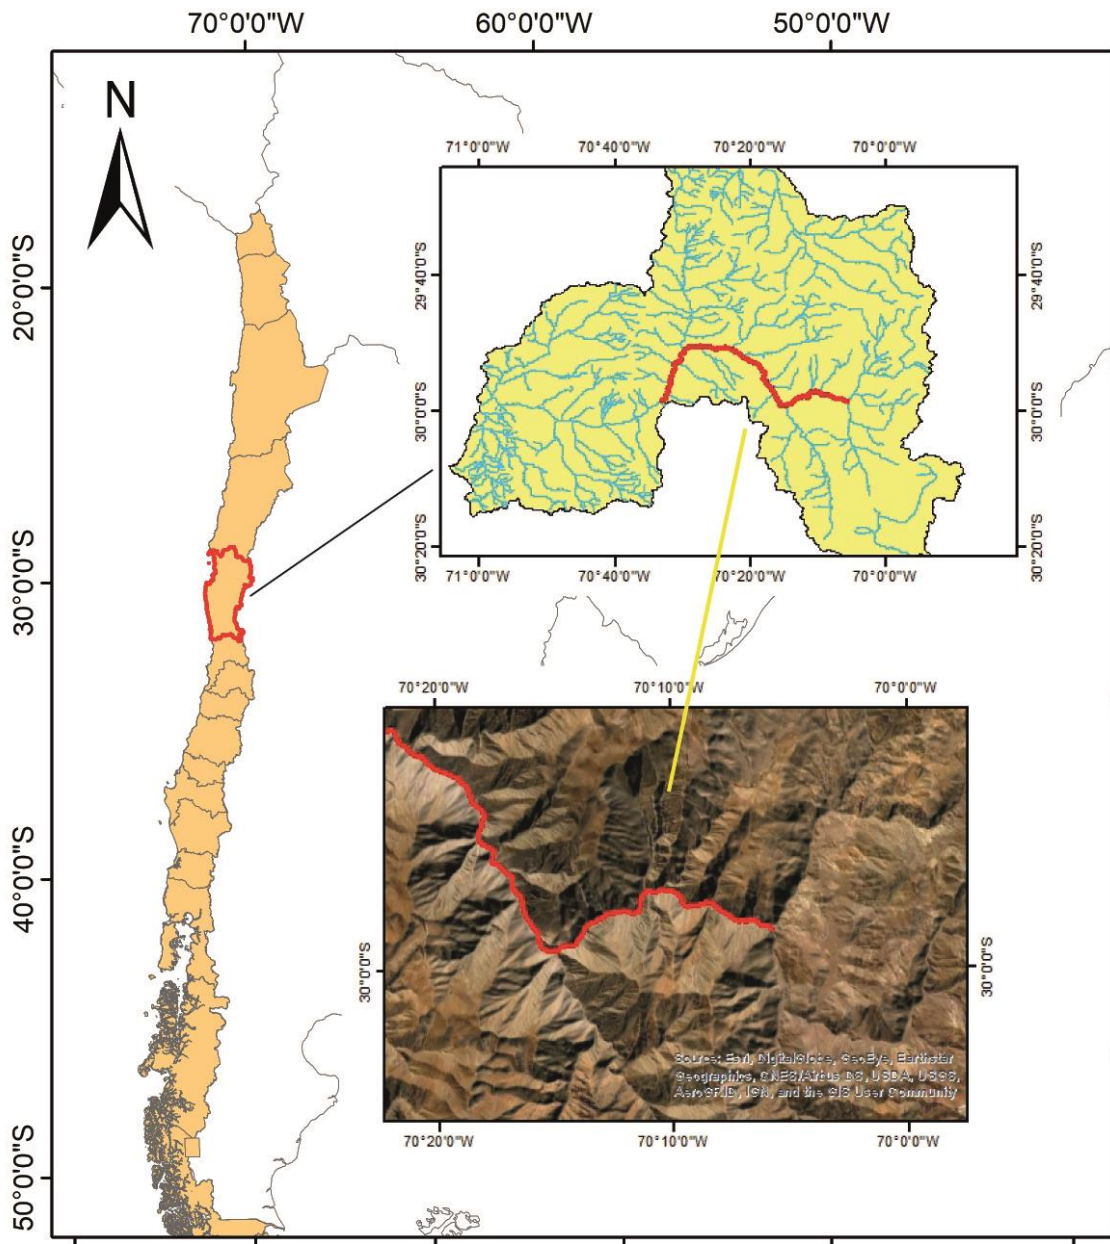 70°0'0"W 60°0'0"W 50°0'0"W
N
20°0'0"S
30°0'0"S
40°0'0"S
50°0'0"S
71°0'0"W 70°40'0"W 70°20'0"W 70°0'0"W
29°40'0"S 29°40'0"S
30°0'0"S 30°0'0"S
30°20'0"S 30°20'0"S
71°0'0"W 70°40'0"W 70°20'0"W 70°0'0"W
70°20'0"W 70°10'0"W 70°0'0"W
30°0'0"S 30°0'0"S
Source: Esri, DigitalGlobe, GeoEye, Earthstar
Geographics, CNES/Airbus DS, USDA, USGS,
AeroGRID, IGN, and the GIS User Community
70°20'0"W 70°10'0"W 70°0'0"W